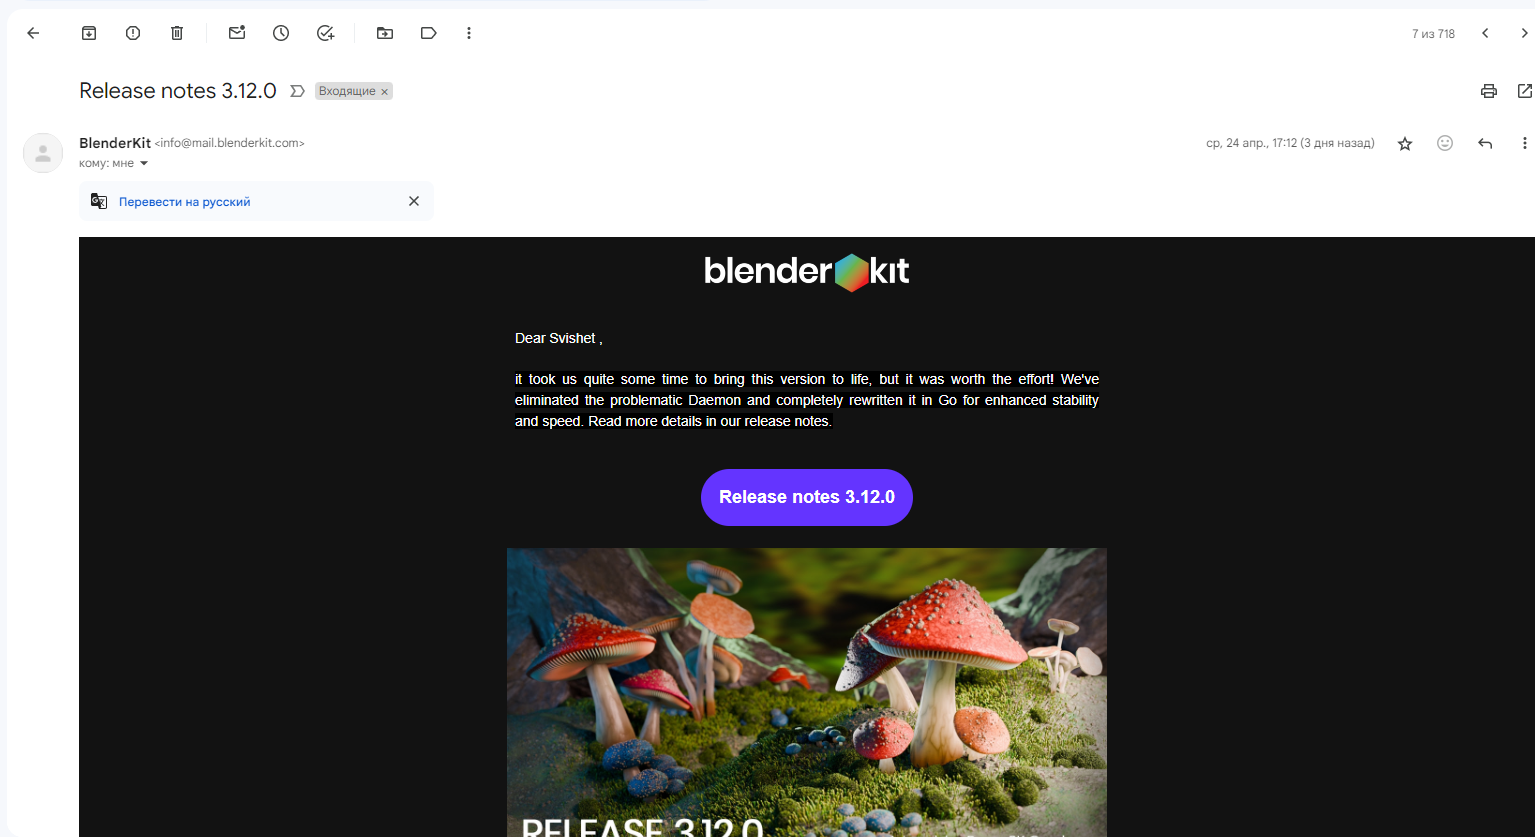 7 из 718
Release notes 3.12.0
Входящие ×
BlenderKit <info@mail.blenderkit.com>
ср, 24 апр., 17:12 (3 дня назад)
кому: мне
Перевести на русский
blenderkit
Dear Svishet ,
it took us quite some time to bring this version to life, but it was worth the effort! We've
eliminated the problematic Daemon and completely rewritten it in Go for enhanced stability
and speed. Read more details in our release notes.
Release notes 3.12.0
RELEASE 3.12.0